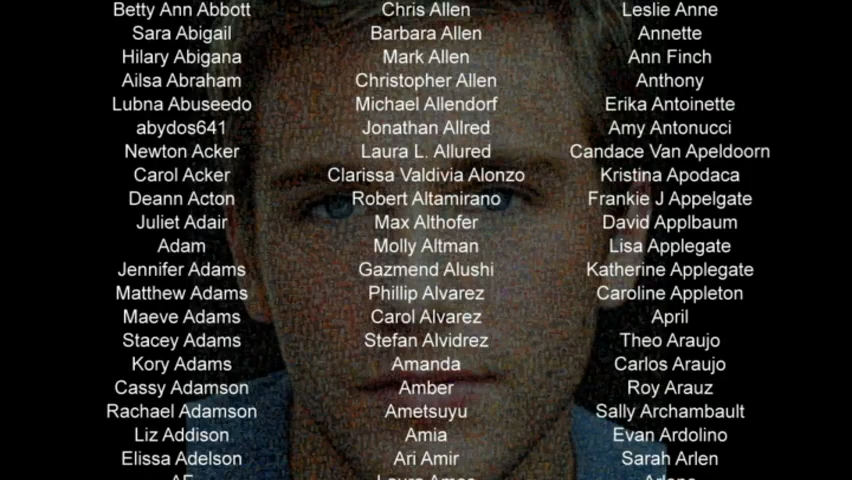 Betty Ann Abbott
Sara Abigail
Hilary Abigana
Ailsa Abraham
Lubna Abuseedo
abydos641
Newton Acker
Carol Acker
Deann Acton
Juliet Adair
Adam
Jennifer Adams
Matthew Adams
Maeve Adams
Stacey Adams
Kory Adams
Cassy Adamson
Rachael Adamson
Liz Addison
Elissa Adelson
Chris Allen
Barbara Allen
Mark Allen
Christopher Allen
Michael Allendorf
Jonathan Allred
Laura L. Allured
Clarissa Valdivia Alonzo
Robert Altamirano
Max Althofer
Molly Altman
Gazmend Alushi
Phillip Alvarez
Carol Alvarez
Stefan Alvidrez
Amanda
Amber
Ametsuyu
Amia
Ari Amir
Leslie Anne
Annette
Ann Finch
Anthony
Erika Antoinette
Amy Antonucci
Candace Van Apeldoorn
Kristina Apodaca
Frankie J Appelgate
David Applbaum
Lisa Applegate
Katherine Applegate
Caroline Appleton
April
Theo Araujo
Carlos Araujo
Roy Arauz
Sally Archambault
Evan Ardolino
Sarah Arlen